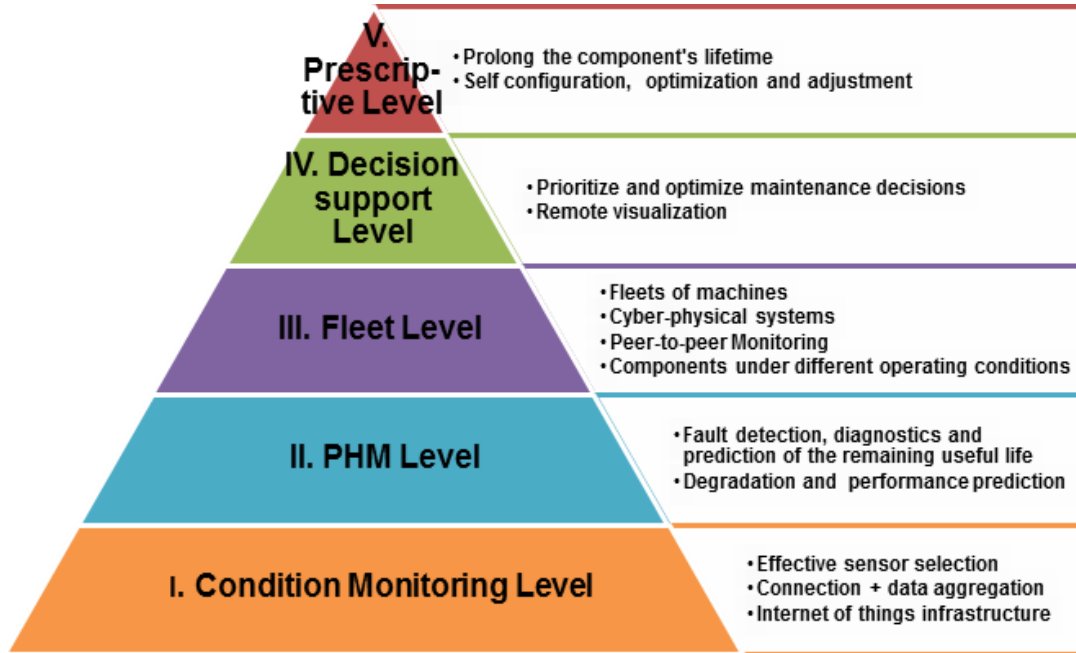 V.
Prescrip-
tive Level
• Prolong the component's lifetime
• Self configuration, optimization and adjustment
IV. Decision
support
Level
• Prioritize and optimize maintenance decisions
• Remote visualization
III. Fleet Level
• Fleets of machines
• Cyber-physical systems
• Peer-to-peer Monitoring
• Components under different operating conditions
II. PHM Level
• Fault detection, diagnostics and
prediction of the remaining useful life
• Degradation and performance prediction
I. Condition Monitoring Level
• Effective sensor selection
• Connection + data aggregation
• Internet of things infrastructure